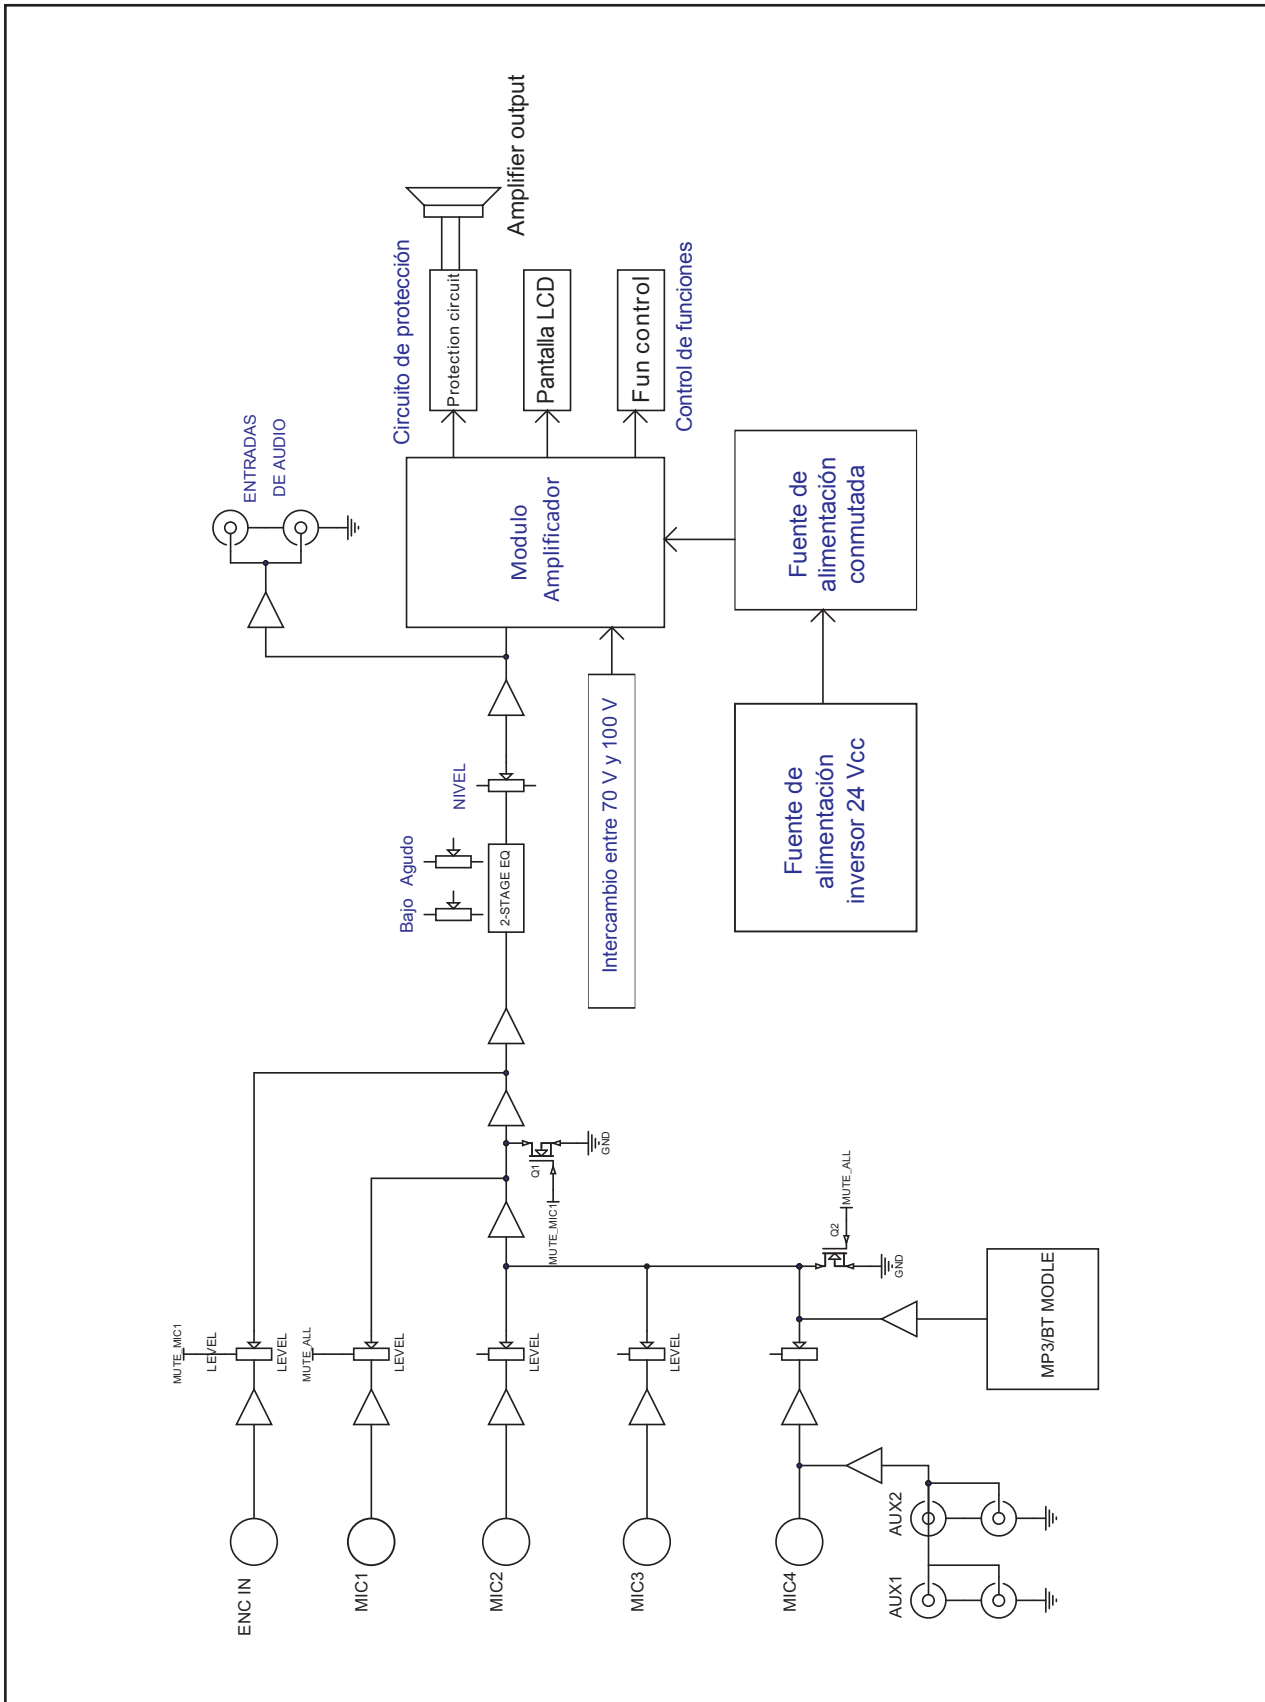 ENC IN
MIC1
MIC2
MIC3
MIC4
AUX1
AUX2
MUTE_MIC1
LEVEL
LEVEL
MUTE_ALL
LEVEL
LEVEL
LEVEL
MP3/BT MODLE
Q1
MUTE_MIC1
GND
Q2
MUTE_ALL
GND
Bajo
Agudo
2-STAGE EQ
NIVEL
Intercambio entre 70 V y 100 V
ENTRADAS
DE AUDIO
Modulo
Amplificador
Fuente de
alimentación
inversor 24 Vcc
Fuente de
alimentación
conmutada
Circuito de protección
Protection circuit
Pantalla LCD
Fun control
Control de funciones
Amplifier output